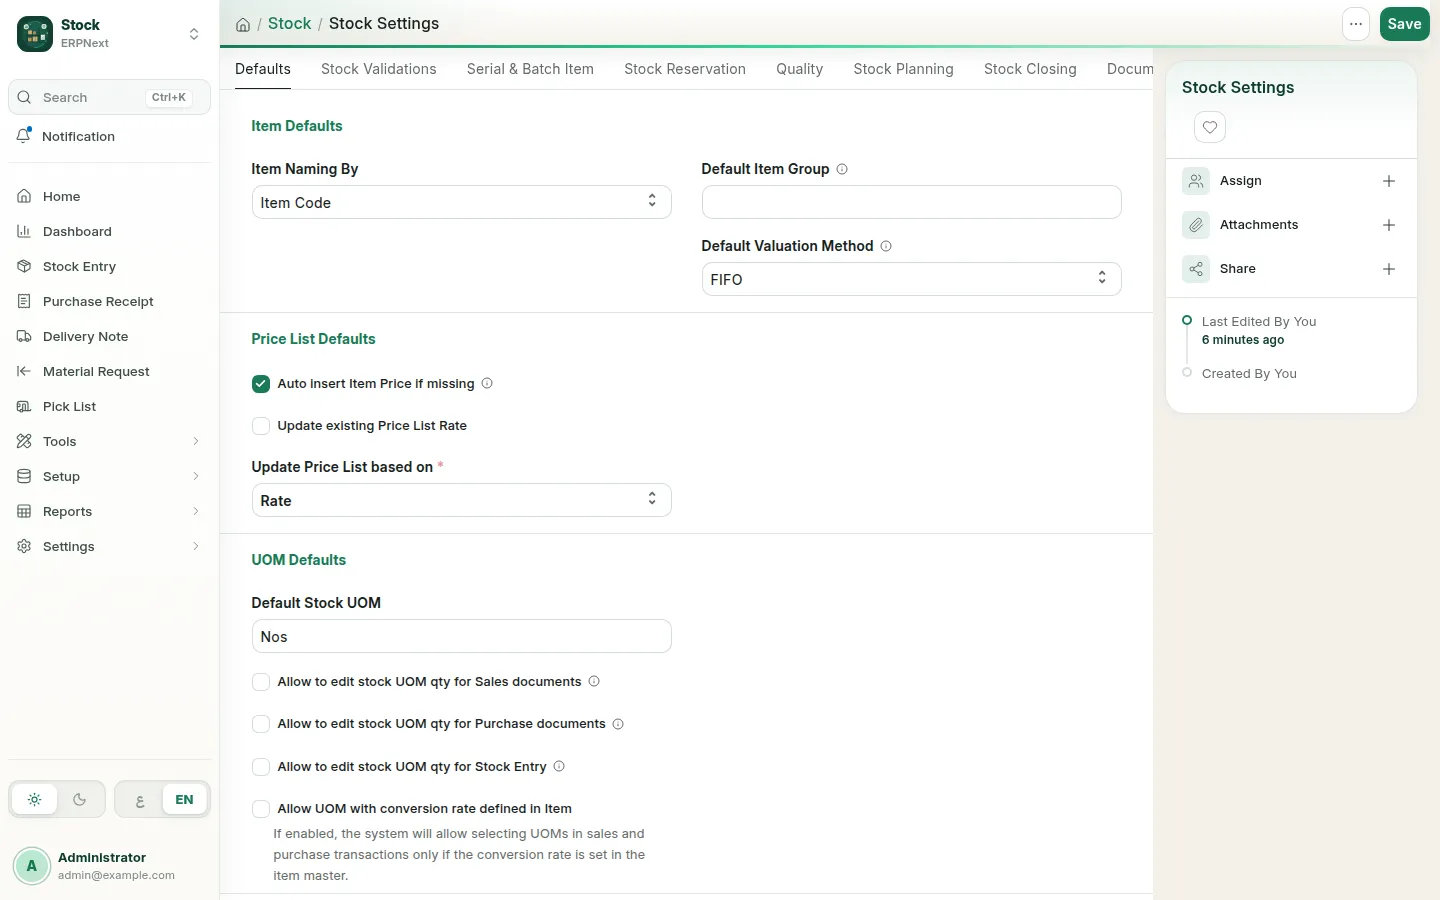 Stock
ERPNext
Search
Ctrl+K
Notification
Home
Dashboard
Stock Entry
Purchase Receipt
Delivery Note
Material Request
Pick List
Tools
Setup
Reports
Settings
ع
EN
A
Administrator
admin@example.com
/ Stock / Stock Settings
Save
Defaults
Stock Validations
Serial & Batch Item
Stock Reservation
Quality
Stock Planning
Stock Closing
Docum
Item Defaults
Item Naming By
Item Code
Default Item Group
Default Valuation Method
FIFO
Price List Defaults
Auto insert Item Price if missing
Update existing Price List Rate
Update Price List based on *
Rate
UOM Defaults
Default Stock UOM
Nos
Allow to edit stock UOM qty for Sales documents
Allow to edit stock UOM qty for Purchase documents
Allow to edit stock UOM qty for Stock Entry
Allow UOM with conversion rate defined in Item
If enabled, the system will allow selecting UOMs in sales and
purchase transactions only if the conversion rate is set in the
item master.
Stock Settings
Assign
Attachments
Share
Last Edited By You
6 minutes ago
Created By You